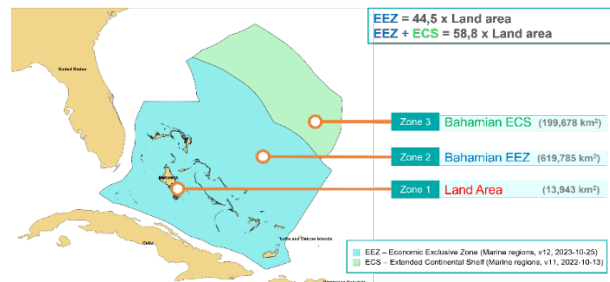 EEZ = 44,5 x Land area
EEZ + ECS = 58,8 x Land area
United States
Zone 3 Bahamian ECS (199,678 km²)
Zone 2 Bahamian EEZ (619,785 km²)
Zone 1 Land Area (13,943 km²)
Turks and Caicos Islands
Cuba
EEZ – Economic Exclusive Zone (Marine regions, v12, 2023-10-25)
ECS – Extended Continental Shelf (Marine regions, v11, 2022-10-13)